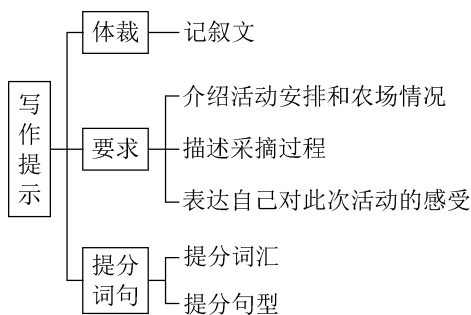 写作提示
体裁
记叙文
要求
介绍活动安排和农场情况
描述采摘过程
表达自己对此次活动的感受
提分
词句
提分词汇
提分句型